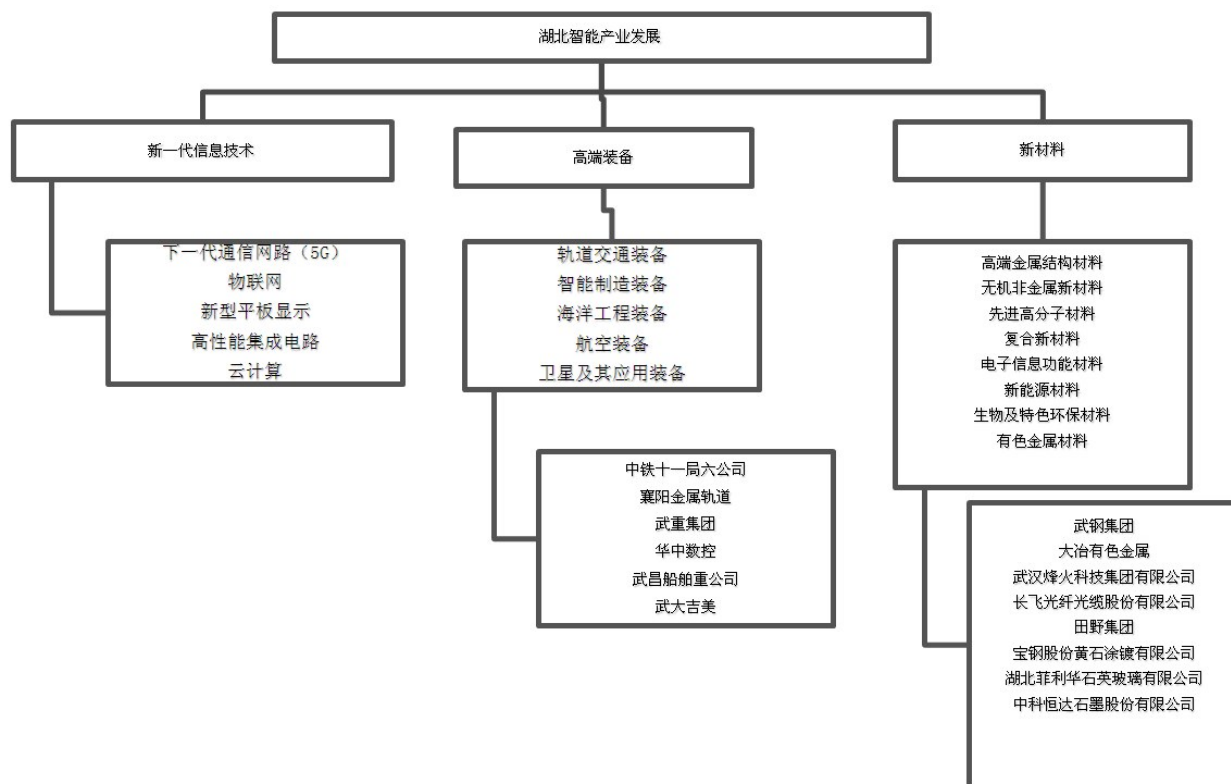 湖北智能产业发展
新一代信息技术
高端装备
新材料
下一代通信网路（5G）
物联网
新型平板显示
高性能集成电路
云计算
轨道交通装备
智能制造装备
海洋工程装备
航空装备
卫星及其应用装备
高端金属结构材料
无机非金属新材料
先进高分子材料
复合新材料
电子信息功能材料
新能源材料
生物及特色环保材料
有色金属材料
中铁十一局六公司
襄阳金属轨道
武重集团
华中数控
武昌船舶重公司
武大吉美
武钢集团
大冶有色金属
武汉烽火科技集团有限公司
长飞光纤光缆股份有限公司
田野集团
宝钢股份黄石涂镀有限公司
湖北菲利华石英玻璃有限公司
中科恒达石墨股份有限公司